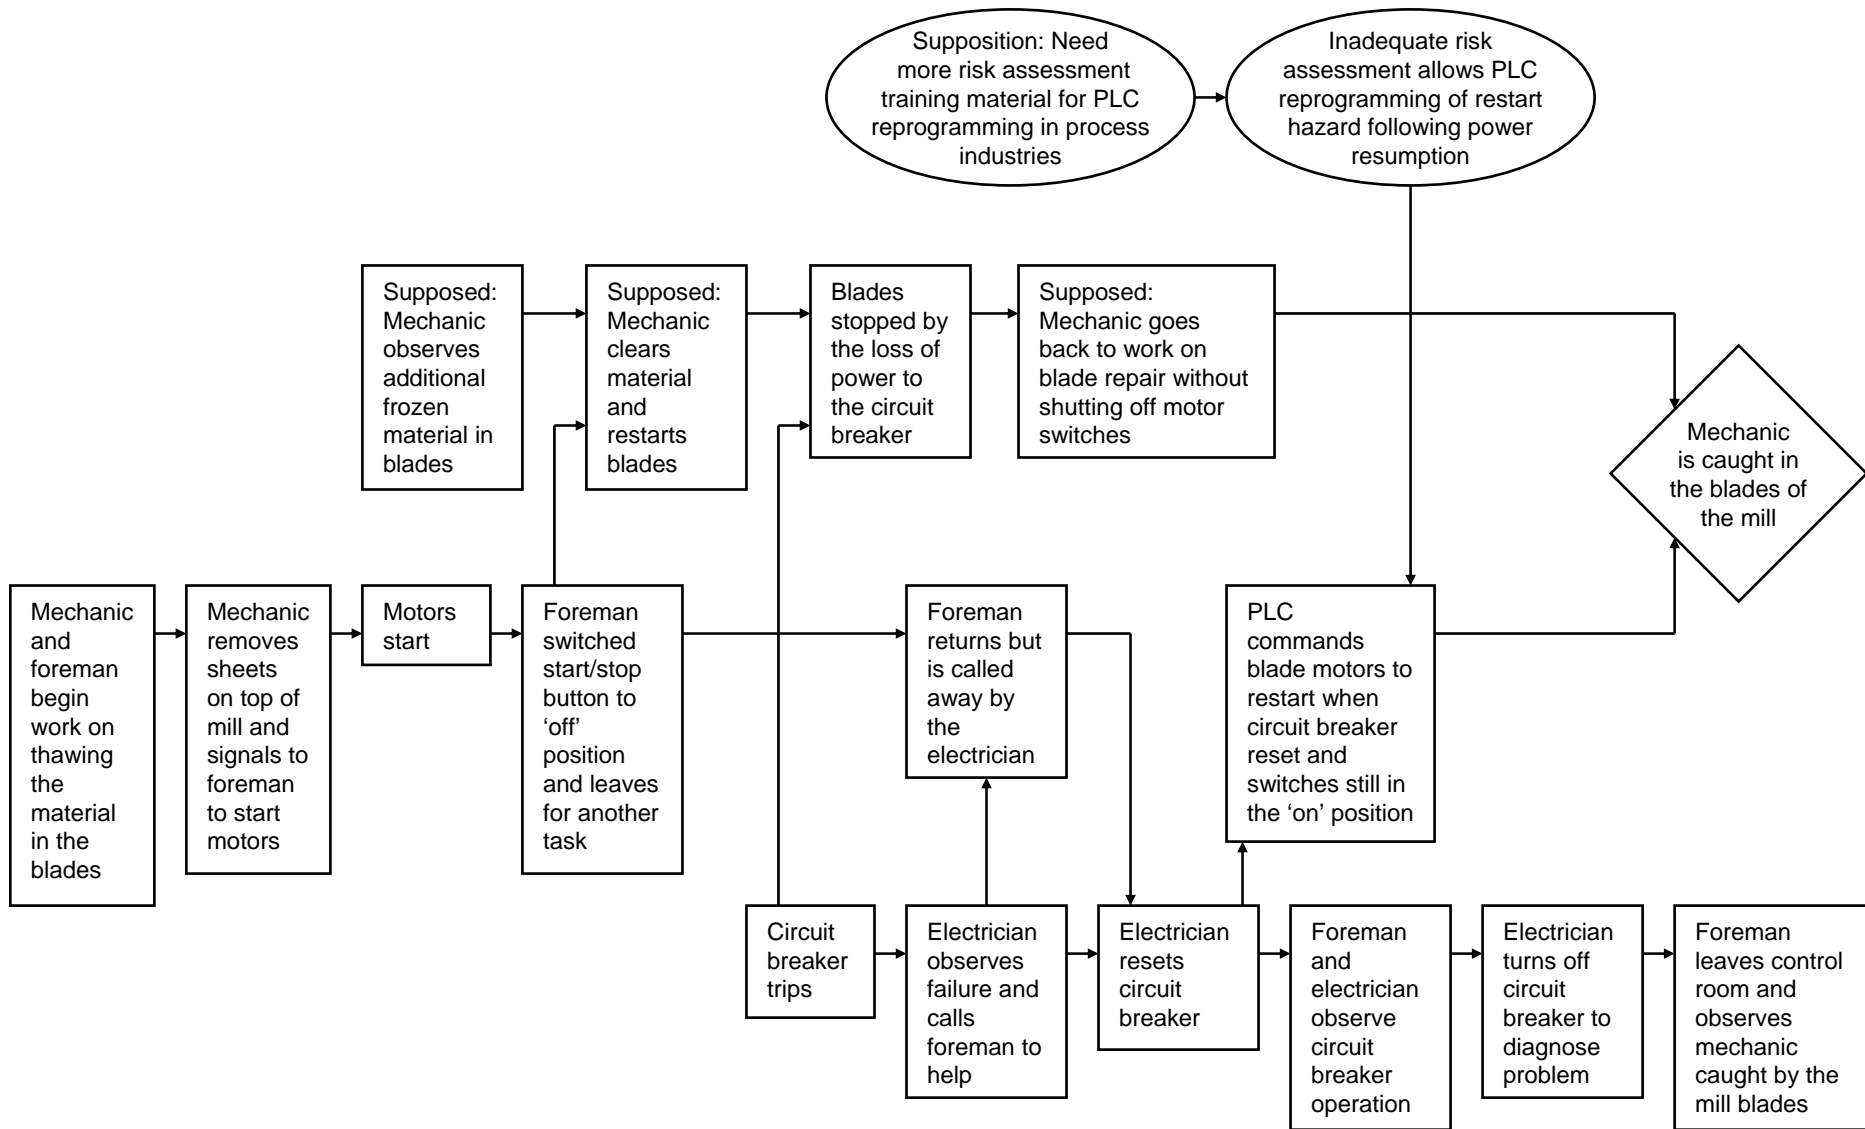 Supposition: Need
more risk assessment
training material for PLC
reprogramming in process
industries
Inadequate risk
assessment allows PLC
reprogramming of restart
hazard following power
resumption
Supposed:
Mechanic
observes
additional
frozen
material in
blades
Supposed:
Mechanic
clears
material
and
restarts
blades
Blades
stopped by
the loss of
power to
the circuit
breaker
Supposed:
Mechanic goes
back to work on
blade repair without
shutting off motor
switches
Mechanic
is caught in
the blades of
the mill
Mechanic
and
foreman
begin
work on
thawing
the
material
in the
blades
Mechanic
removes
sheets
on top of
mill and
signals to
foreman
to start
motors
Motors
start
Foreman
switched
start/stop
button to
‘off’
position
and leaves
for another
task
Foreman
returns but
is called
away by
the
electrician
PLC
commands
blade motors to
restart when
circuit breaker
reset and
switches still in
the ‘on’ position
Circuit
breaker
trips
Electrician
observes
failure and
calls
foreman to
help
Electrician
resets
circuit
breaker
Foreman
and
electrician
observe
circuit
breaker
operation
Electrician
turns off
circuit
breaker to
diagnose
problem
Foreman
leaves control
room and
observes
mechanic
caught by the
mill blades